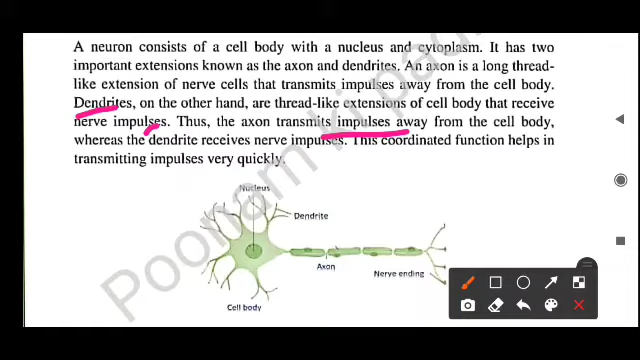 A neuron consists of a cell body with a nucleus and cytoplasm. It has two
important extensions known as the axon and dendrites. An axon is a long thread-
like extension of nerve cells that transmits impulses away from the cell body.
Dendrites, on the other hand, are thread-like extensions of cell body that receive
nerve impulses. Thus, the axon transmits impulses away from the cell body,
whereas the dendrite receives nerve impulses. This coordinated function helps in
transmitting impulses very quickly.
Nucleus
Dendrite
Axon
Nerve ending
Cell body
Poonam ki